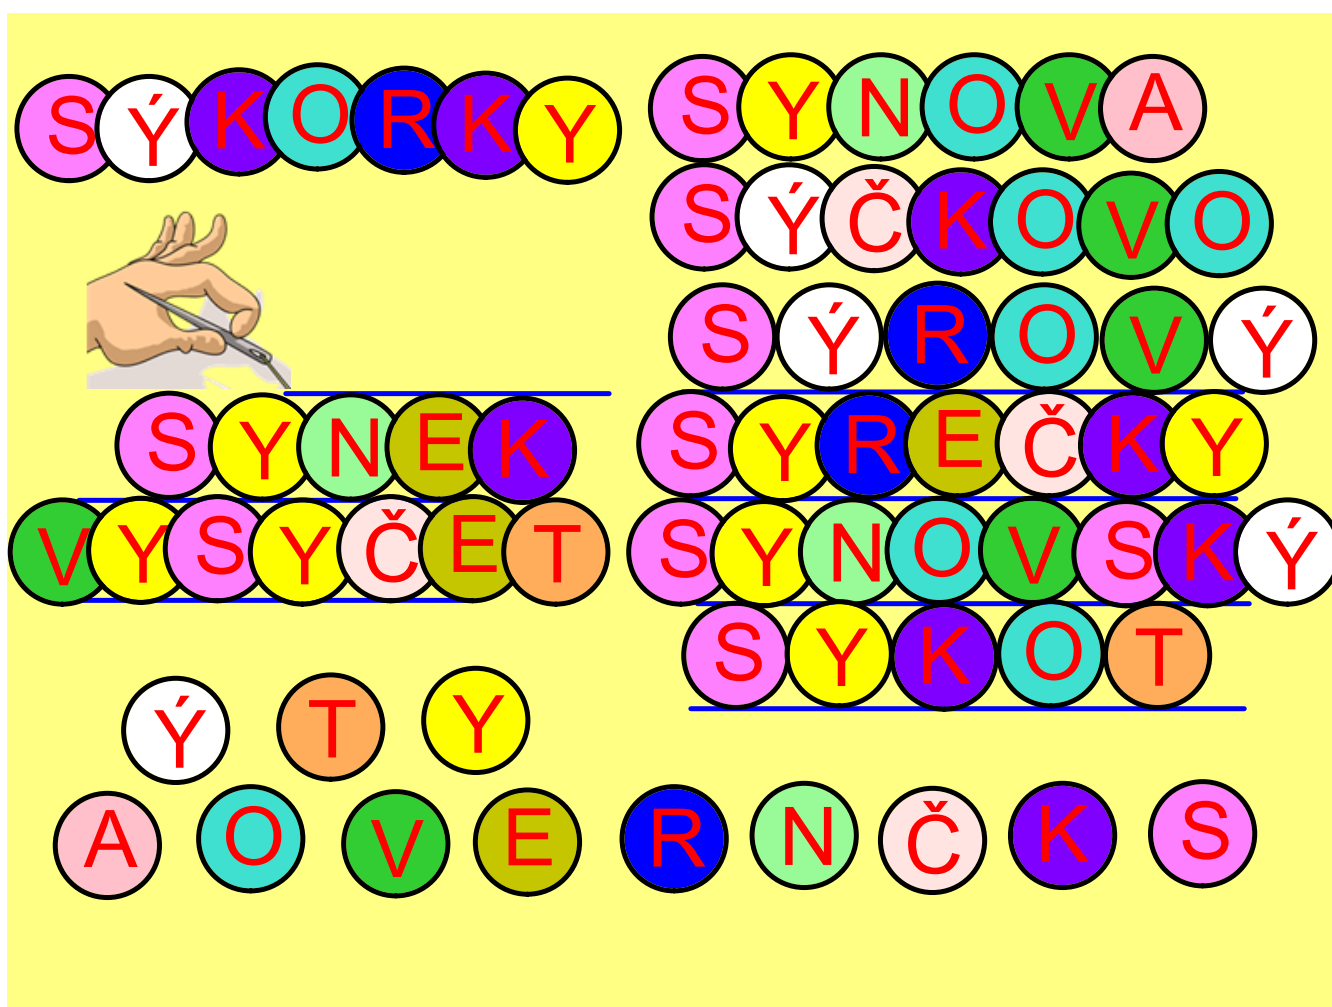 SÝKORKY
SYNEK
VYSYČET
SYNOVA
SÝČKOVO
SÝROVÝ
SYREČKY
SYNOVSKÝ
SYKOT
Ý T Y
A O V E R N Č K S